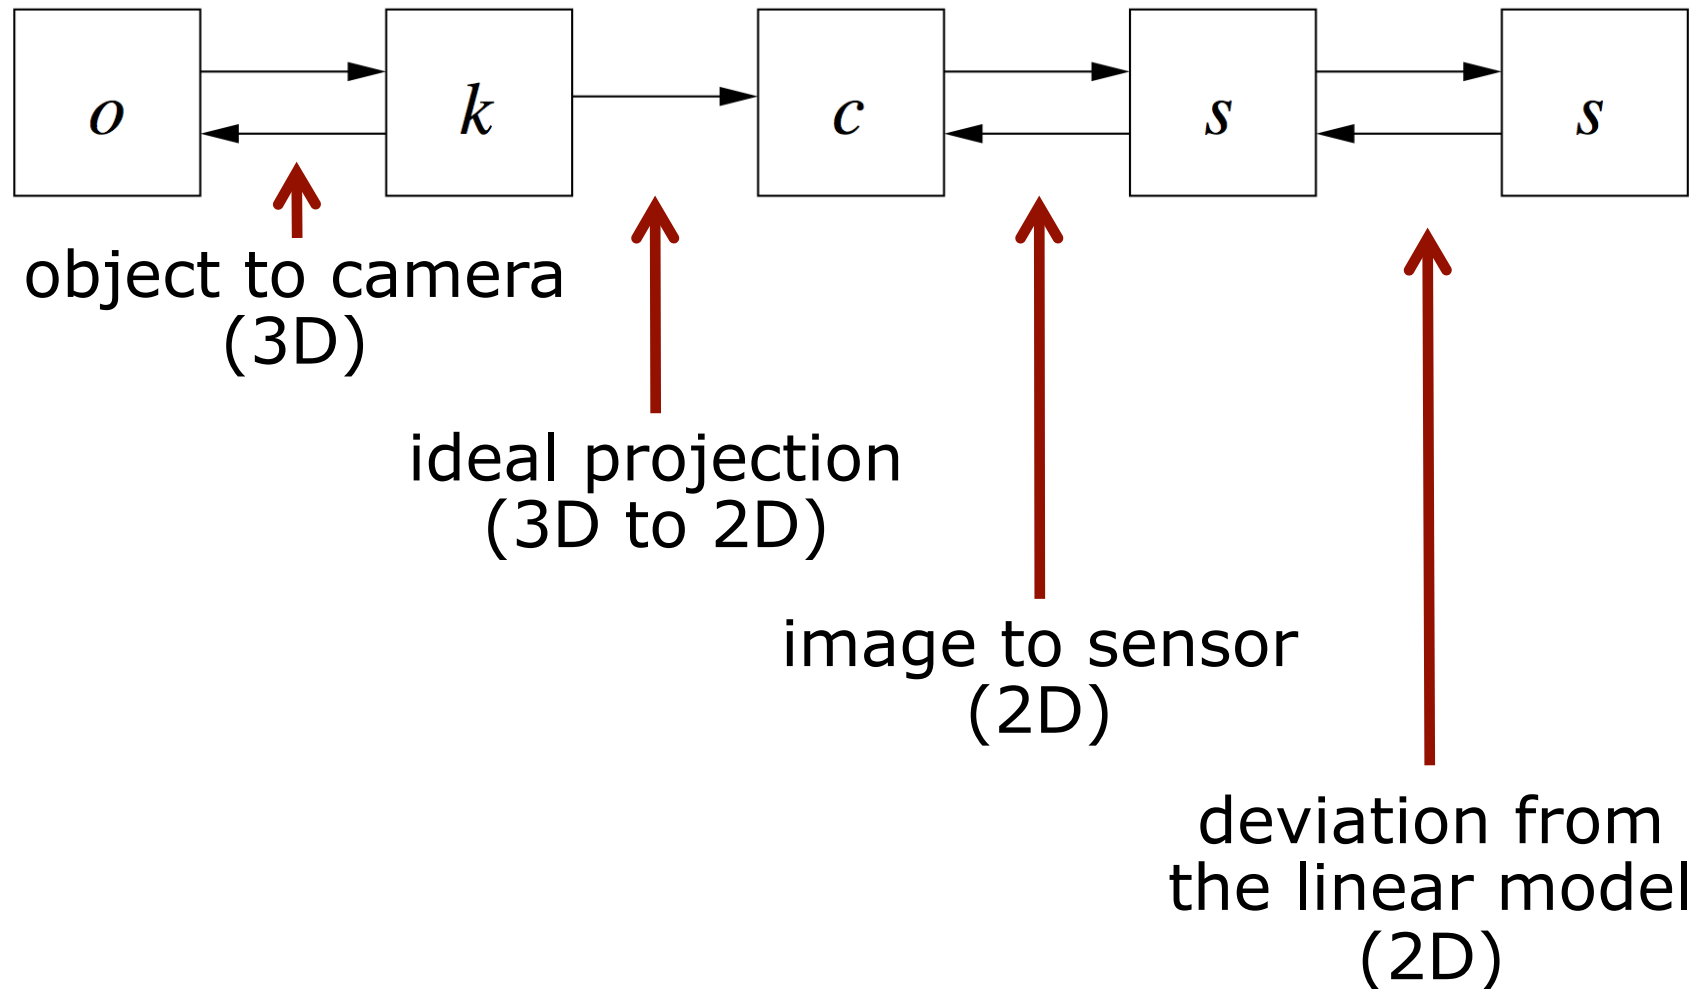 o k c s s
object to camera
(3D)
ideal projection
(3D to 2D)
image to sensor
(2D)
deviation from
the linear model
(2D)